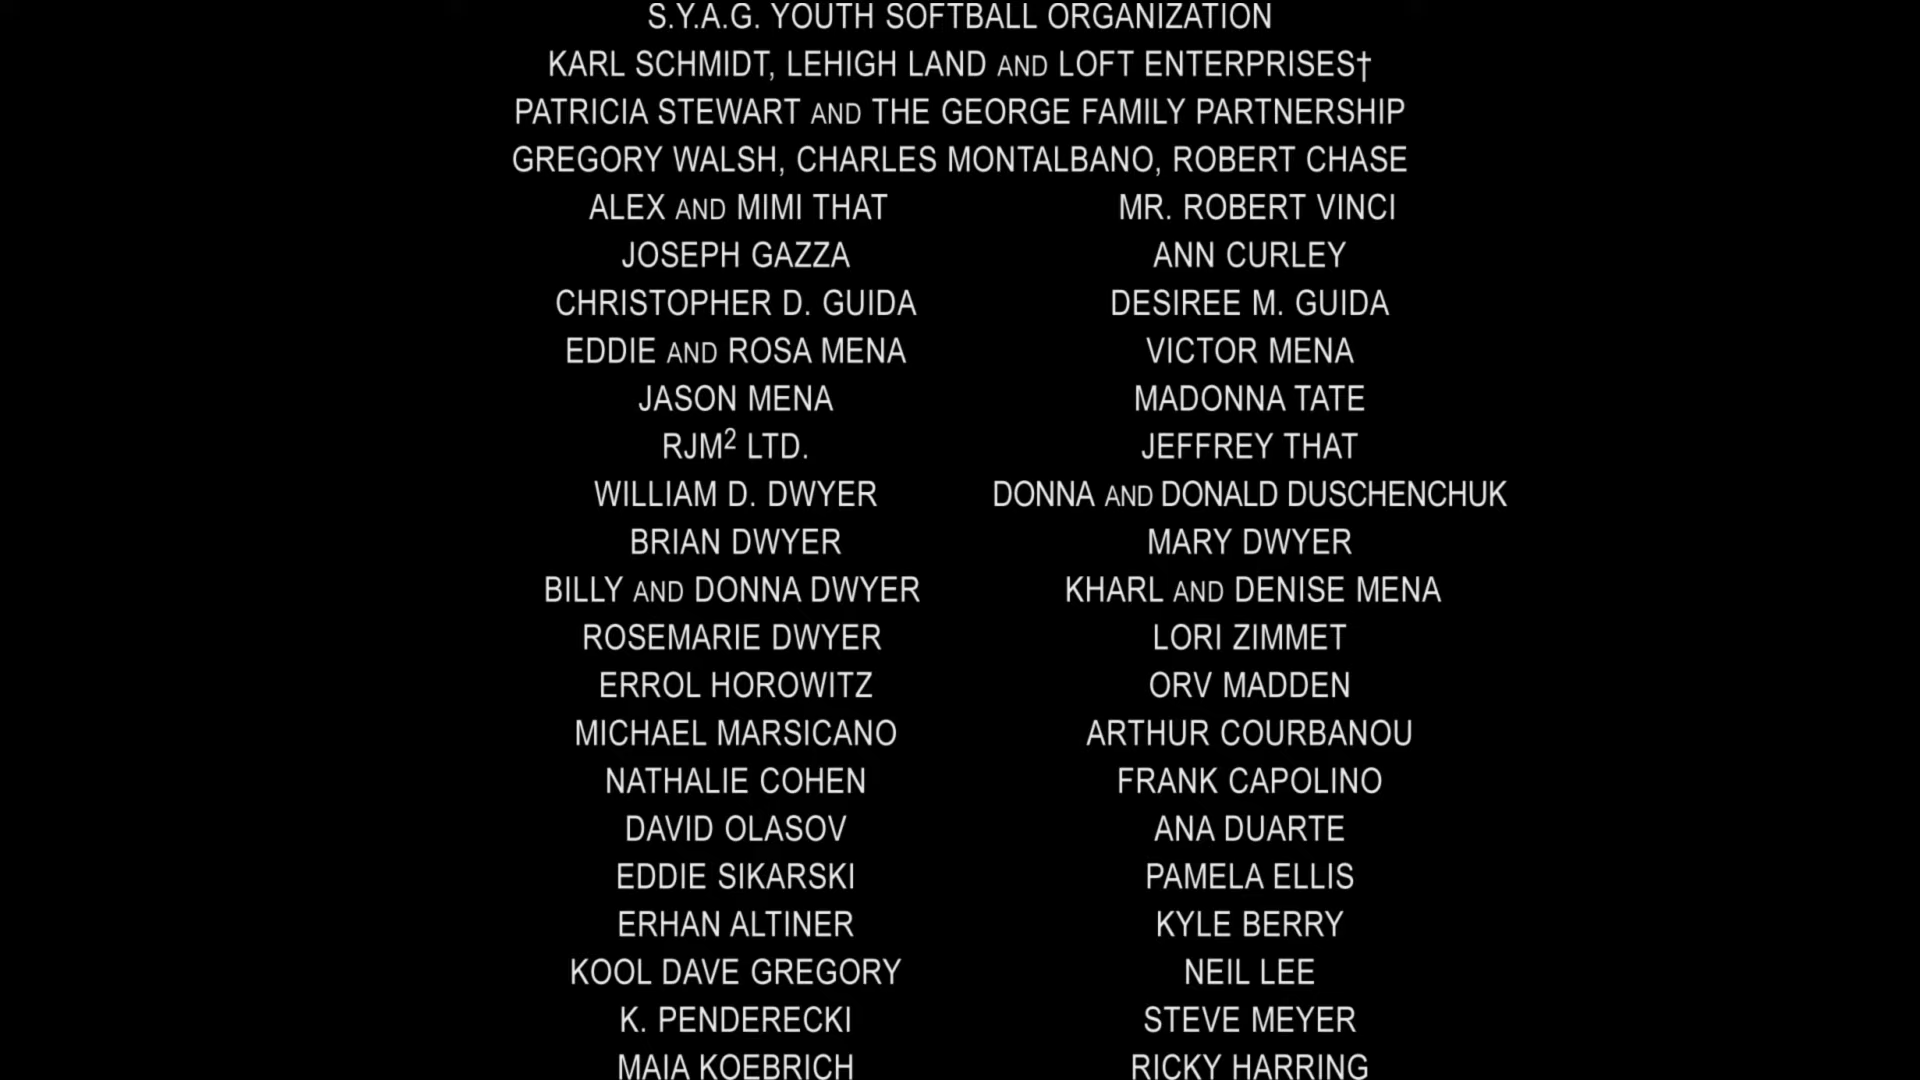 S.Y.A.G. YOUTH SOFTBALL ORGANIZATION
KARL SCHMIDT, LEHIGH LAND AND LOFT ENTERPRISES†
PATRICIA STEWART AND THE GEORGE FAMILY PARTNERSHIP
GREGORY WALSH, CHARLES MONTALBANO, ROBERT CHASE
ALEX AND MIMI THAT MR. ROBERT VINCI
JOSEPH GAZZA ANN CURLEY
CHRISTOPHER D. GUIDA DESIREE M. GUIDA
EDDIE AND ROSA MENA VICTOR MENA
JASON MENA MADONNA TATE
RJM² LTD. JEFFREY THAT
WILLIAM D. DWYER DONNA AND DONALD DUSCHENCHUK
BRIAN DWYER MARY DWYER
BILLY AND DONNA DWYER KHARL AND DENISE MENA
ROSEMARIE DWYER LORI ZIMMET
ERROL HOROWITZ ORV MADDEN
MICHAEL MARSICANO ARTHUR COURBANOU
NATHALIE COHEN FRANK CAPOLINO
DAVID OLASOV ANA DUARTE
EDDIE SIKARSKI PAMELA ELLIS
ERHAN ALTINER KYLE BERRY
KOOL DAVE GREGORY NEIL LEE
K. PENDERECKI STEVE MEYER
MAIA KOEBRICH RICKY HARRING